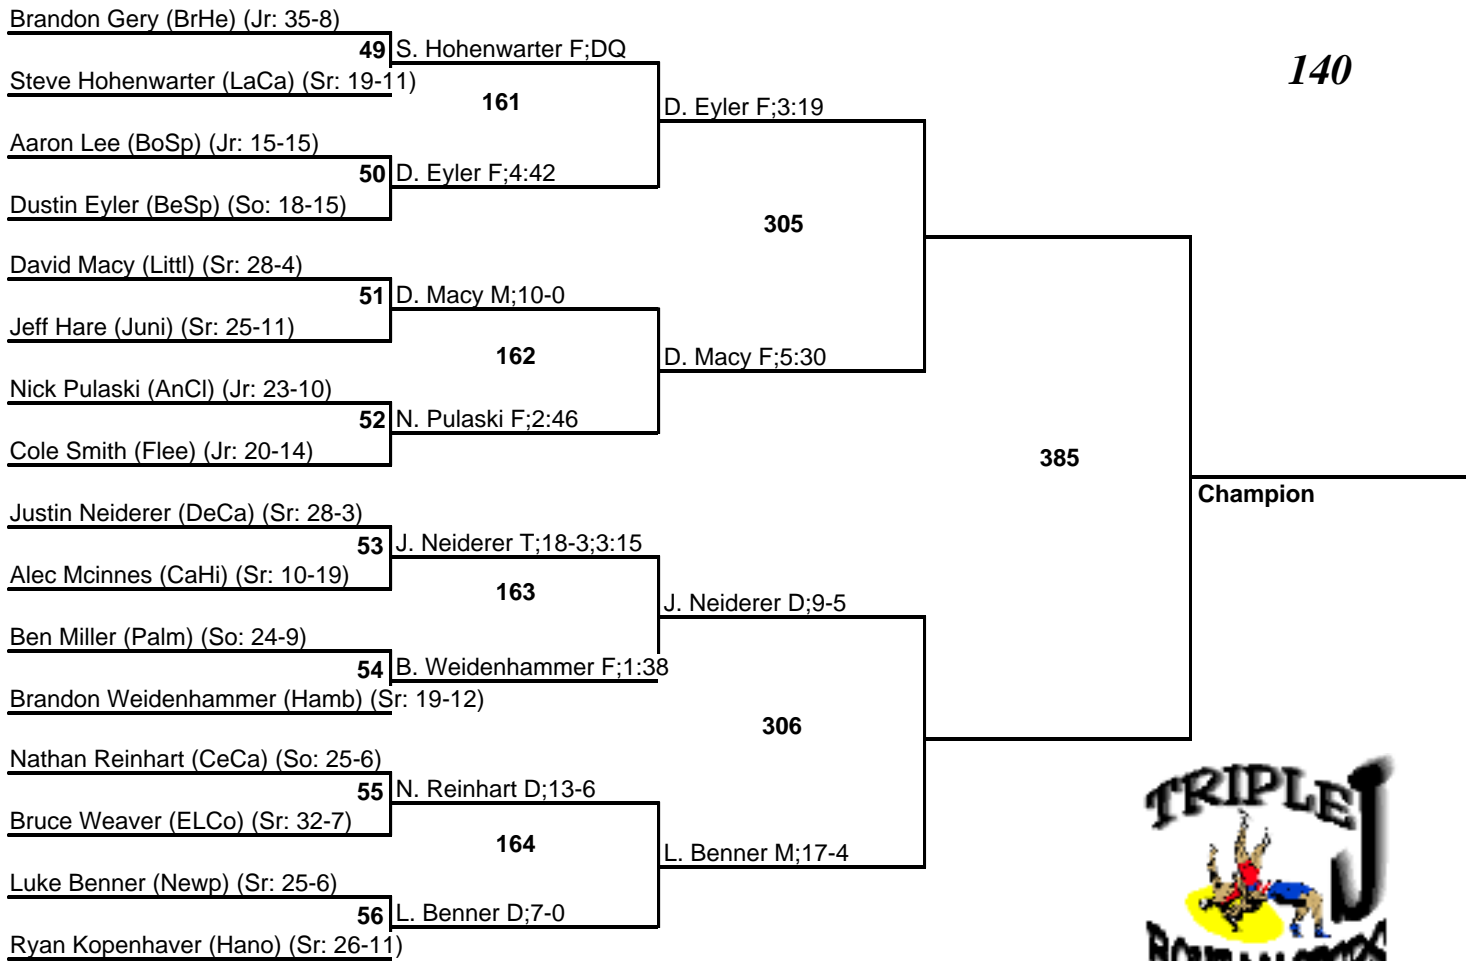 Brandon Gery (BrHe) (Jr: 35-8)
49 S. Hohenwarter F;DQ
140
Steve Hohenwarter (LaCa) (Sr: 19-11)
161
D. Eyler F;3:19
Aaron Lee (BoSp) (Jr: 15-15)
50 D. Eyler F;4:42
Dustin Eyler (BeSp) (So: 18-15)
305
David Macy (Littl) (Sr: 28-4)
51 D. Macy M;10-0
Jeff Hare (Juni) (Sr: 25-11)
162
D. Macy F;5:30
Nick Pulaski (AnCl) (Jr: 23-10)
52 N. Pulaski F;2:46
Cole Smith (Flee) (Jr: 20-14)
385
Champion
Justin Neiderer (DeCa) (Sr: 28-3)
53 J. Neiderer T;18-3;3:15
Alec Mcinnes (CaHi) (Sr: 10-19)
163
J. Neiderer D;9-5
Ben Miller (Palm) (So: 24-9)
54 B. Weidenhammer F;1:38
Brandon Weidenhammer (Hamb) (Sr: 19-12)
306
Nathan Reinhart (CeCa) (So: 25-6)
55 N. Reinhart D;13-6
Bruce Weaver (ELCo) (Sr: 32-7)
164
L. Benner M;17-4
Luke Benner (Newp) (Sr: 25-6)
56 L. Benner D;7-0
Ryan Kopenhaver (Hano) (Sr: 26-11)
TRIPLE J